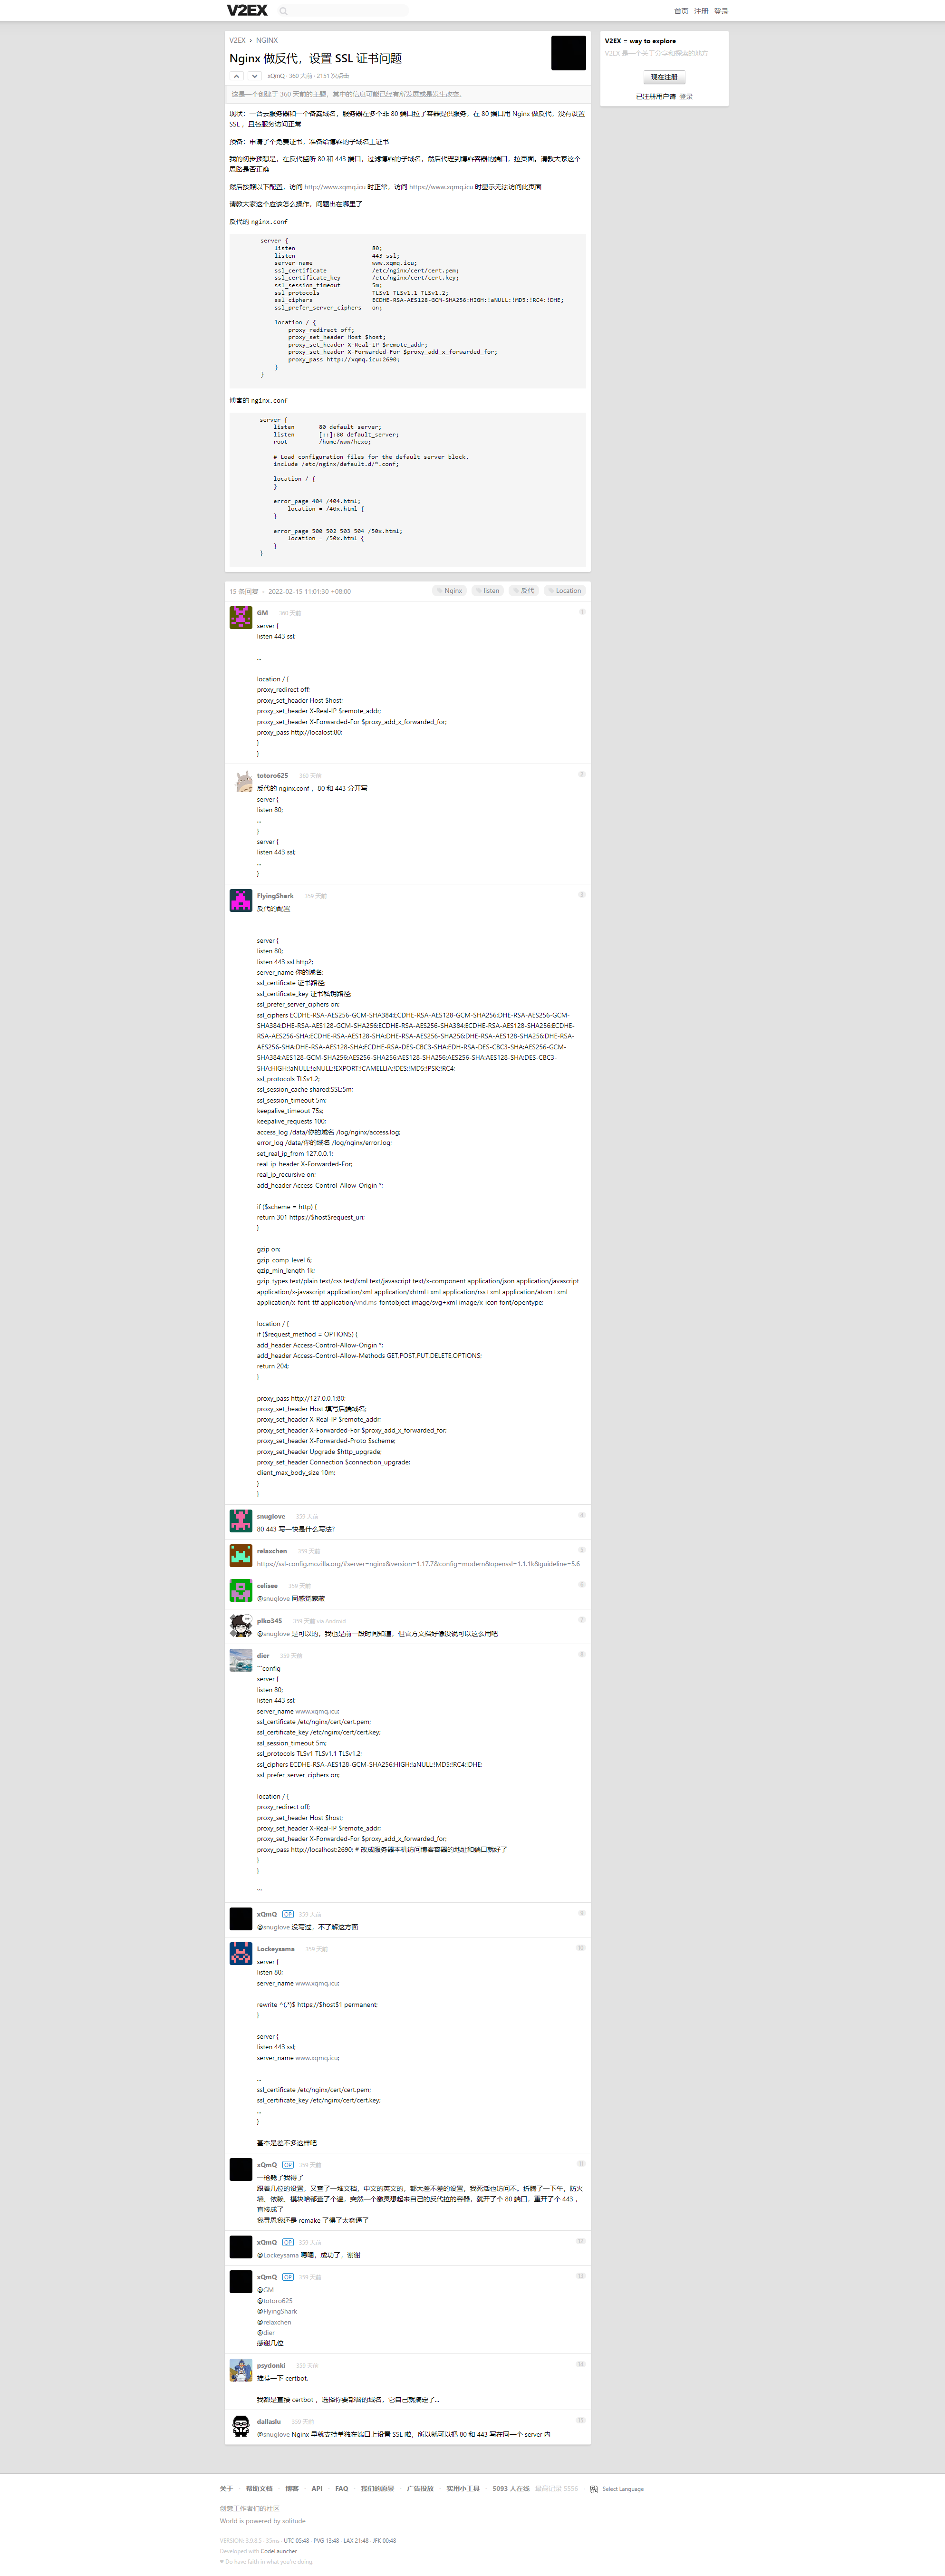 V2EX
首页 注册 登录
V2EX › NGINX
Nginx 做反代，设置 SSL 证书问题
xQmQ · 360 天前 · 2151 次点击
这是一个创建于 360 天前的主题，其中的信息可能已经有所发展或是发生改变。
现状：一台云服务器和一个备案域名，服务器在多个非 80 端口拉了容器提供服务，在 80 端口用 Nginx 做反代，没有设置
SSL ，且各服务访问正常
预备：申请了个免费证书，准备给博客的子域名上证书
我的初步预想是，在反代监听 80 和 443 端口，过滤博客的子域名，然后代理到博客容器的端口，拉页面。请教大家这个
思路是否正确
然后按照以下配置，访问 http://www.xqmq.icu 时正常，访问 https://www.xqmq.icu 时显示无法访问此页面
请教大家这个应该怎么操作，问题出在哪里了
反代的 nginx.conf
server {
listen 80;
listen 443 ssl;
server_name www.xqmq.icu;
ssl_certificate /etc/nginx/cert/cert.pem;
ssl_certificate_key /etc/nginx/cert/cert.key;
ssl_session_timeout 5m;
ssl_protocols TLSv1 TLSv1.1 TLSv1.2;
ssl_ciphers ECDHE-RSA-AES128-GCM-SHA256:HIGH:!aNULL:!MD5:!RC4:!DHE;
ssl_prefer_server_ciphers on;
location / {
proxy_redirect off;
proxy_set_header Host $host;
proxy_set_header X-Real-IP $remote_addr;
proxy_set_header X-Forwarded-For $proxy_add_x_forwarded_for;
proxy_pass http://xqmq.icu:2690;
}
}
博客的 nginx.conf
server {
listen 80 default_server;
listen [::]:80 default_server;
root /home/www/hexo;
# Load configuration files for the default server block.
include /etc/nginx/default.d/*.conf;
location / {
}
error_page 404 /404.html;
location = /40x.html {
}
error_page 500 502 503 504 /50x.html;
location = /50x.html {
}
}
V2EX = way to explore
V2EX 是一个关于分享和探索的地方
现在注册
已注册用户请 登录
15 条回复 • 2022-02-15 11:01:30 +08:00
Nginx listen 反代 Location
GM 360 天前 1
server {
listen 443 ssl;
...
location / {
proxy_redirect off;
proxy_set_header Host $host;
proxy_set_header X-Real-IP $remote_addr;
proxy_set_header X-Forwarded-For $proxy_add_x_forwarded_for;
proxy_pass http://localost:80;
}
}
totoro625 360 天前 2
反代的 nginx.conf ，80 和 443 分开写
server {
listen 80;
...
}
server {
listen 443 ssl;
...
}
FlyingShark 359 天前 3
反代的配置
server {
listen 80;
listen 443 ssl http2;
server_name 你的域名;
ssl_certificate 证书路径;
ssl_certificate_key 证书私钥路径;
ssl_prefer_server_ciphers on;
ssl_ciphers ECDHE-RSA-AES256-GCM-SHA384:ECDHE-RSA-AES128-GCM-SHA256:DHE-RSA-AES256-GCM-
SHA384:DHE-RSA-AES128-GCM-SHA256:ECDHE-RSA-AES256-SHA384:ECDHE-RSA-AES128-SHA256:ECDHE-
RSA-AES256-SHA:ECDHE-RSA-AES128-SHA:DHE-RSA-AES256-SHA256:DHE-RSA-AES128-SHA256:DHE-RSA-
AES256-SHA:DHE-RSA-AES128-SHA:ECDHE-RSA-DES-CBC3-SHA:EDH-RSA-DES-CBC3-SHA:AES256-GCM-
SHA384:AES128-GCM-SHA256:AES256-SHA256:AES128-SHA256:AES256-SHA:AES128-SHA:DES-CBC3-
SHA:HIGH:!aNULL:!eNULL:!EXPORT:!CAMELLIA:!DES:!MD5:!PSK:!RC4;
ssl_protocols TLSv1.2;
ssl_session_cache shared:SSL:5m;
ssl_session_timeout 5m;
keepalive_timeout 75s;
keepalive_requests 100;
access_log /data/你的域名 /log/nginx/access.log;
error_log /data/你的域名 /log/nginx/error.log;
set_real_ip_from 127.0.0.1;
real_ip_header X-Forwarded-For;
real_ip_recursive on;
add_header Access-Control-Allow-Origin *;
if ($scheme = http) {
return 301 https://$host$request_uri;
}
gzip on;
gzip_comp_level 6;
gzip_min_length 1k;
gzip_types text/plain text/css text/xml text/javascript text/x-component application/json application/javascript
application/x-javascript application/xml application/xhtml+xml application/rss+xml application/atom+xml
application/x-font-ttf application/vnd.ms-fontobject image/svg+xml image/x-icon font/opentype;
location / {
if ($request_method = OPTIONS) {
add_header Access-Control-Allow-Origin *;
add_header Access-Control-Allow-Methods GET,POST,PUT,DELETE,OPTIONS;
return 204;
}
proxy_pass http://127.0.0.1:80;
proxy_set_header Host 填写后端域名;
proxy_set_header X-Real-IP $remote_addr;
proxy_set_header X-Forwarded-For $proxy_add_x_forwarded_for;
proxy_set_header X-Forwarded-Proto $scheme;
proxy_set_header Upgrade $http_upgrade;
proxy_set_header Connection $connection_upgrade;
client_max_body_size 10m;
}
}
snuglove 359 天前 4
80 443 写一快是什么写法?
relaxchen 359 天前 5
https://ssl-config.mozilla.org/#server=nginx&version=1.17.7&config=modern&openssl=1.1.1k&guideline=5.6
celisee 359 天前 6
@snuglove 同感觉蒙蔽
piko345 359 天前 via Android 7
@snuglove 是可以的，我也是前一段时间知道，但官方文档好像没说可以这么用吧
dier 359 天前 8
```config
server {
listen 80;
listen 443 ssl;
server_name www.xqmq.icu;
ssl_certificate /etc/nginx/cert/cert.pem;
ssl_certificate_key /etc/nginx/cert/cert.key;
ssl_session_timeout 5m;
ssl_protocols TLSv1 TLSv1.1 TLSv1.2;
ssl_ciphers ECDHE-RSA-AES128-GCM-SHA256:HIGH:!aNULL:!MD5:!RC4:!DHE;
ssl_prefer_server_ciphers on;
location / {
proxy_redirect off;
proxy_set_header Host $host;
proxy_set_header X-Real-IP $remote_addr;
proxy_set_header X-Forwarded-For $proxy_add_x_forwarded_for;
proxy_pass http://localhost:2690; # 改成服务器本机访问博客容器的地址和端口就好了
}
}
```
xQmQ OP 359 天前 9
@snuglove 没写过，不了解这方面
Lockeysama 359 天前 10
server {
listen 80;
server_name www.xqmq.icu;
rewrite ^(.*)$ https://$host$1 permanent;
}
server {
listen 443 ssl;
server_name www.xqmq.icu;
...
ssl_certificate /etc/nginx/cert/cert.pem;
ssl_certificate_key /etc/nginx/cert/cert.key;
...
}
基本是差不多这样吧
xQmQ OP 359 天前 11
一枪毙了我得了
跟着几位的设置，又查了一堆文档，中文的英文的，都大差不差的设置，我死活也访问不。折腾了一下午，防火
墙、依赖、模块啥都查了个遍，突然一个激灵想起来自己的反代拉的容器，就开了个 80 端口，重开了个 443 ，
直接成了
我寻思我还是 remake 了得了太蠢逼了
xQmQ OP 359 天前 12
@Lockeysama 嗯嗯，成功了，谢谢
xQmQ OP 359 天前 13
@GM
@totoro625
@FlyingShark
@relaxchen
@dier
感谢几位
psydonki 359 天前 14
推荐一下 certbot.
我都是直接 certbot ，选择你要部署的域名，它自己就搞定了...
dallaslu 359 天前 15
@snuglove Nginx 早就支持单独在端口上设置 SSL 啦，所以就可以把 80 和 443 写在同一个 server 内
关于 · 帮助文档 · 博客 · API · FAQ · 我们的愿景 · 广告投放 · 实用小工具 · 5093 人在线 最高记录 5556 · Select Language
创意工作者们的社区
World is powered by solitude
VERSION: 3.9.8.5 · 35ms · UTC 05:48 · PVG 13:48 · LAX 21:48 · JFK 00:48
Developed with CodeLauncher
♥ Do have faith in what you're doing.